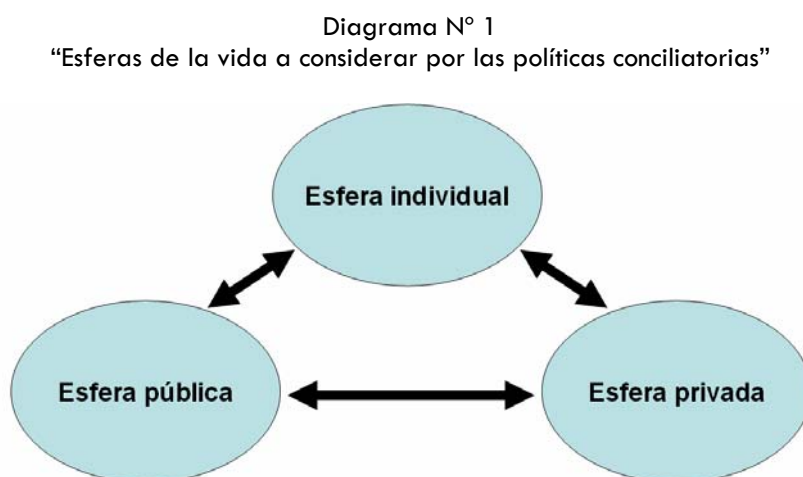 Diagrama N° 1
“Esferas de la vida a considerar por las políticas conciliatorias”
Esfera individual
Esfera pública
Esfera privada